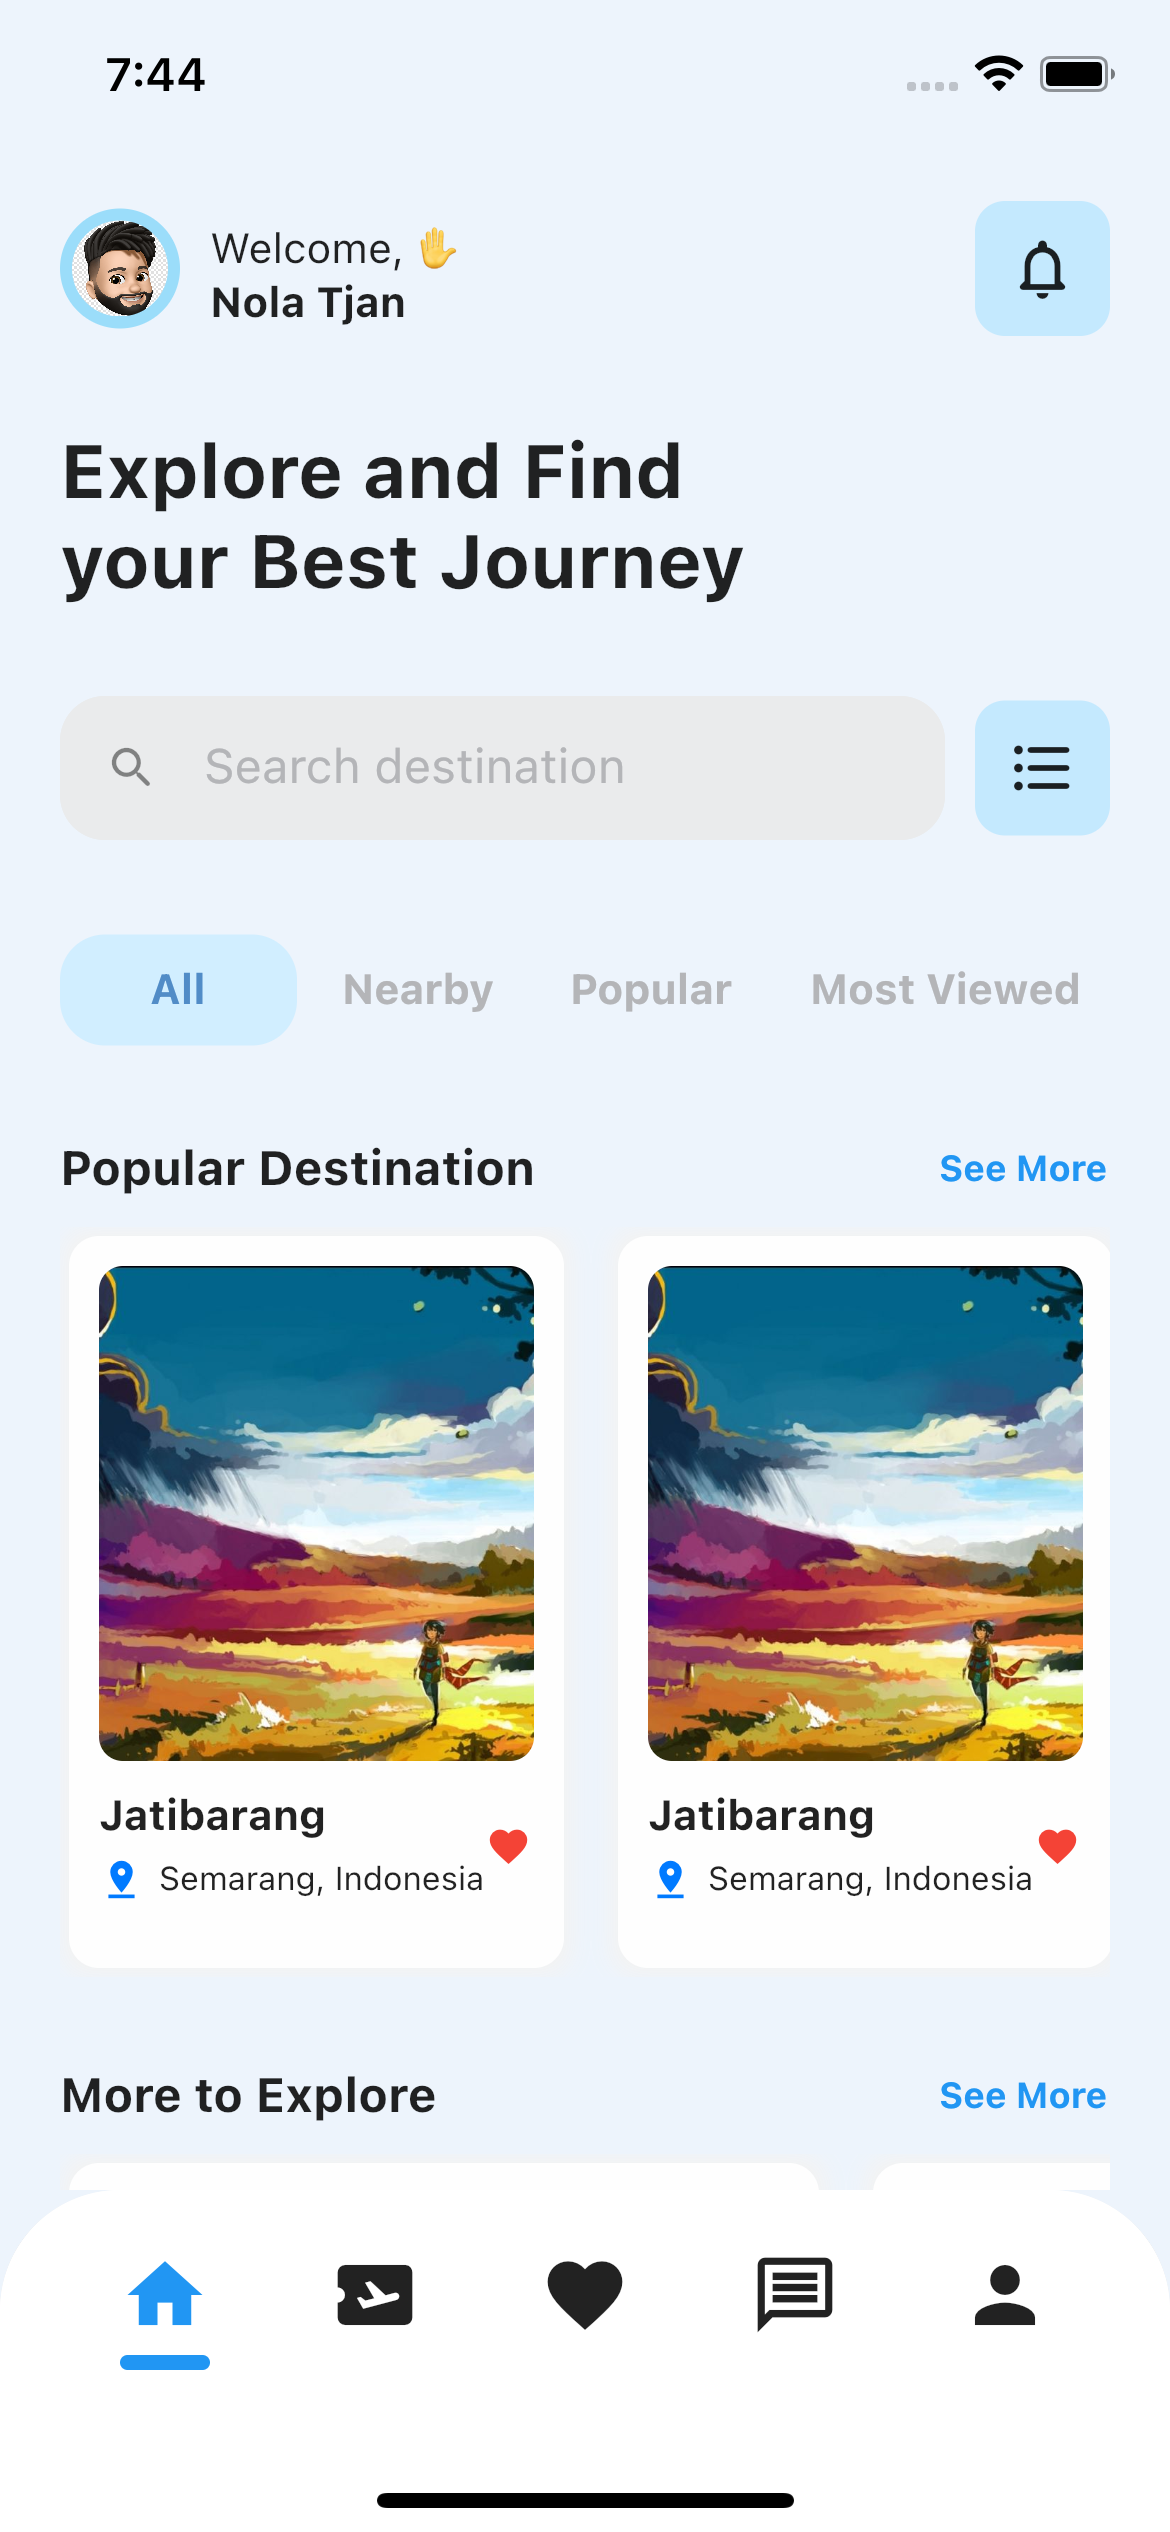 7:44
Welcome, ✋
Nola Tjan
Explore and Find
your Best Journey
Search destination
All Nearby Popular Most Viewed
Popular Destination See More
Jatibarang Jatibarang
Semarang, Indonesia Semarang, Indonesia
More to Explore See More